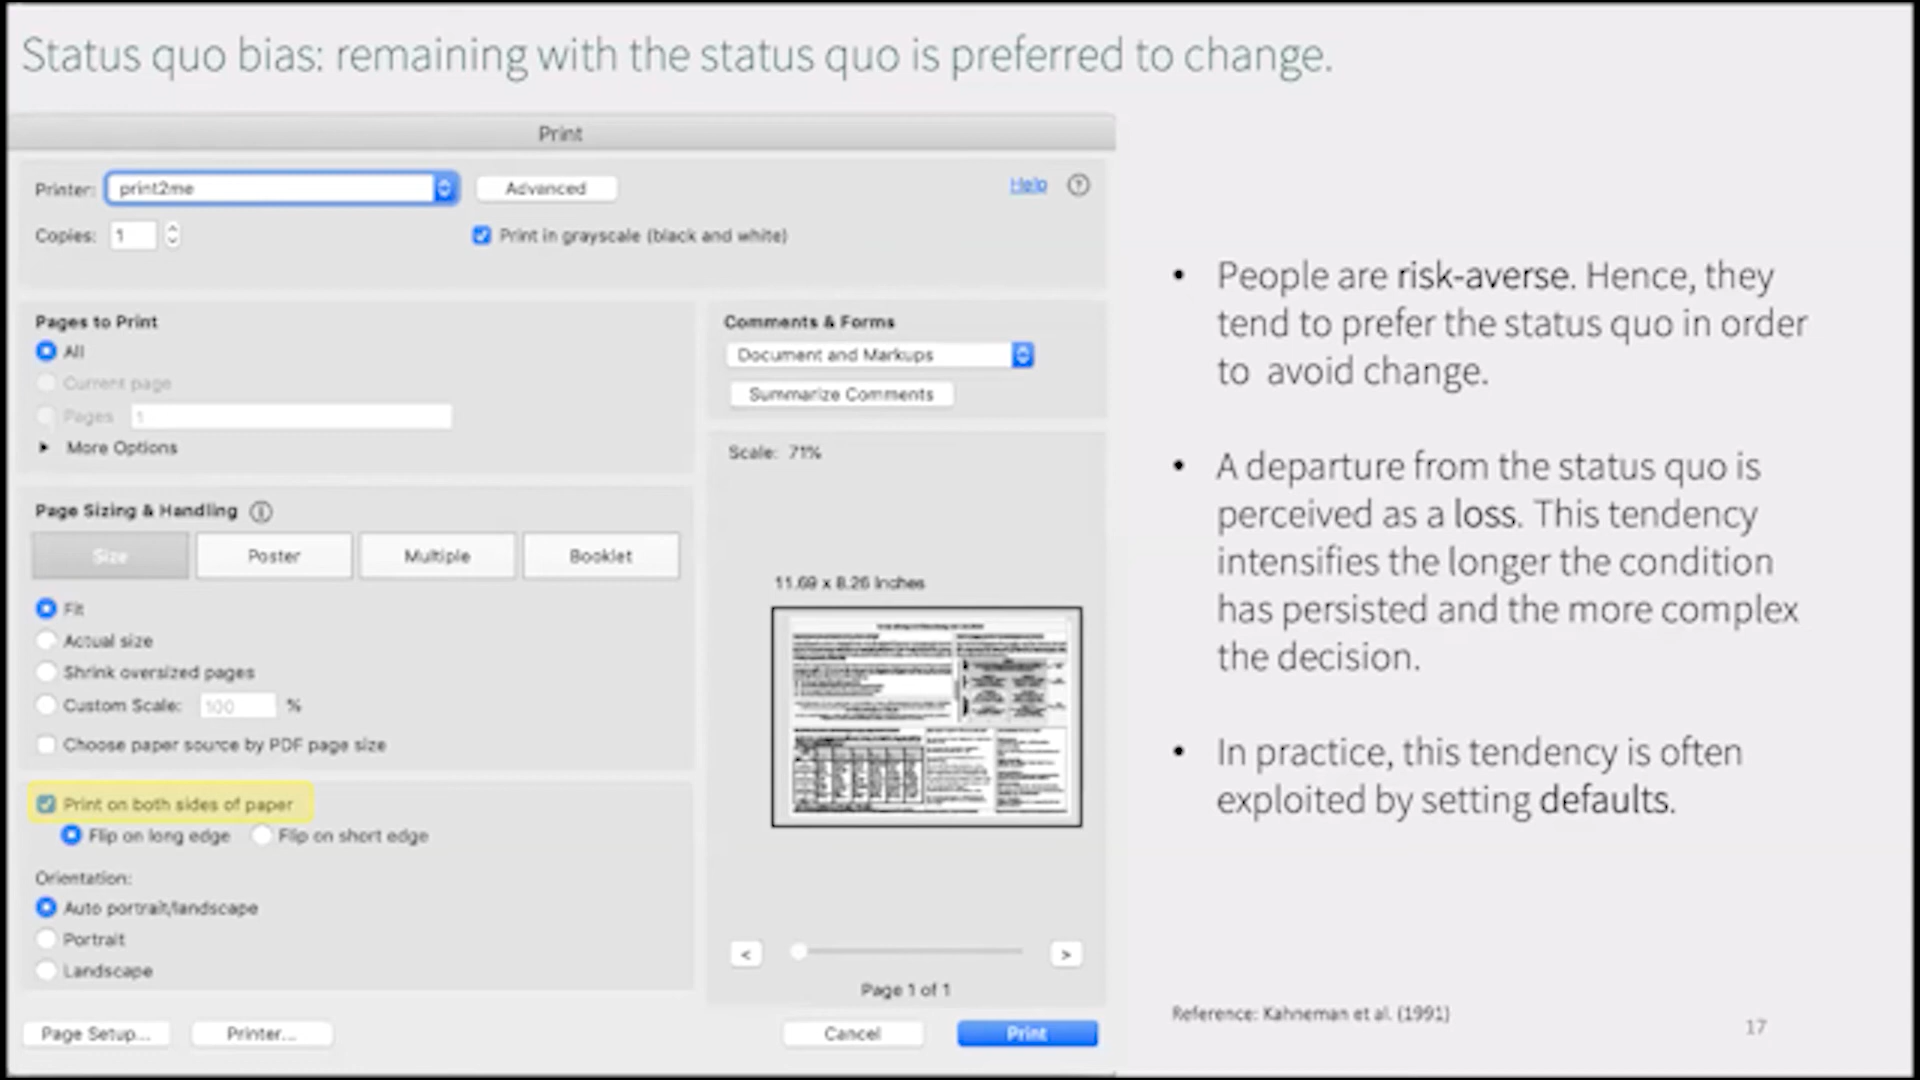 Status quo bias: remaining with the status quo is preferred to change.
Print
Printer: print2me
Advanced
Help ?
Copies: 1
Print in grayscale (black and white)
Pages to Print
All
Current page
Pages 1
More Options
Comments & Forms
Document and Markups
Summarize Comments
Scale: 71%
Page Sizing & Handling
Size Poster Multiple Booklet
Fit
Actual size
Shrink oversized pages
Custom Scale: 100 %
Choose paper source by PDF page size
11.69 x 8.26 Inches
Print on both sides of paper
Flip on long edge Flip on short edge
Orientation:
Auto portrait/landscape
Portrait
Landscape
< >
Page 1 of 1
Page Setup... Printer... Cancel Print
• People are risk-averse. Hence, they
tend to prefer the status quo in order
to avoid change.
• A departure from the status quo is
perceived as a loss. This tendency
intensifies the longer the condition
has persisted and the more complex
the decision.
• In practice, this tendency is often
exploited by setting defaults.
Reference: Kahneman et al. (1991)
17